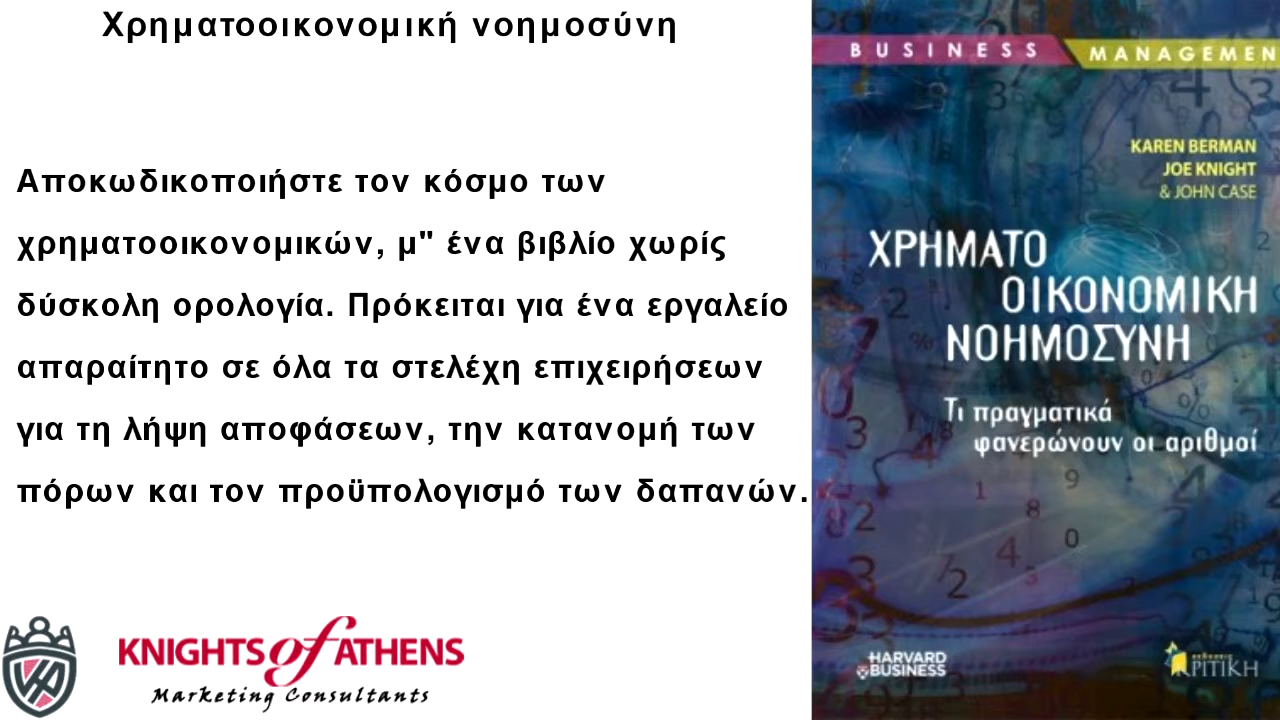 Χρηματοοικονομική νοημοσύνη
Αποκωδικοποιήστε τον κόσμο των
χρηματοοικονομικών, μ" ένα βιβλίο χωρίς
δύσκολη ορολογία. Πρόκειται για ένα εργαλείο
απαραίτητο σε όλα τα στελέχη επιχειρήσεων
για τη λήψη αποφάσεων, την κατανομή των
πόρων και τον προϋπολογισμό των δαπανών.
KNIGHTS of ATHENS
Marketing Consultants
BUSINESS MANAGEMEN
KAREN BERMAN
JOE KNIGHT
& JOHN CASE
ΧΡΗΜΑΤΟ
ΟΙΚΟΝΟΜΙΚΗ
ΝΟΗΜΟΣΥΝΗ
Τι πραγματικά
φανερώνουν οι αριθμοί
HARVARD
BUSINESS
εκδόσεις
ΚΡΙΤΙΚΗ